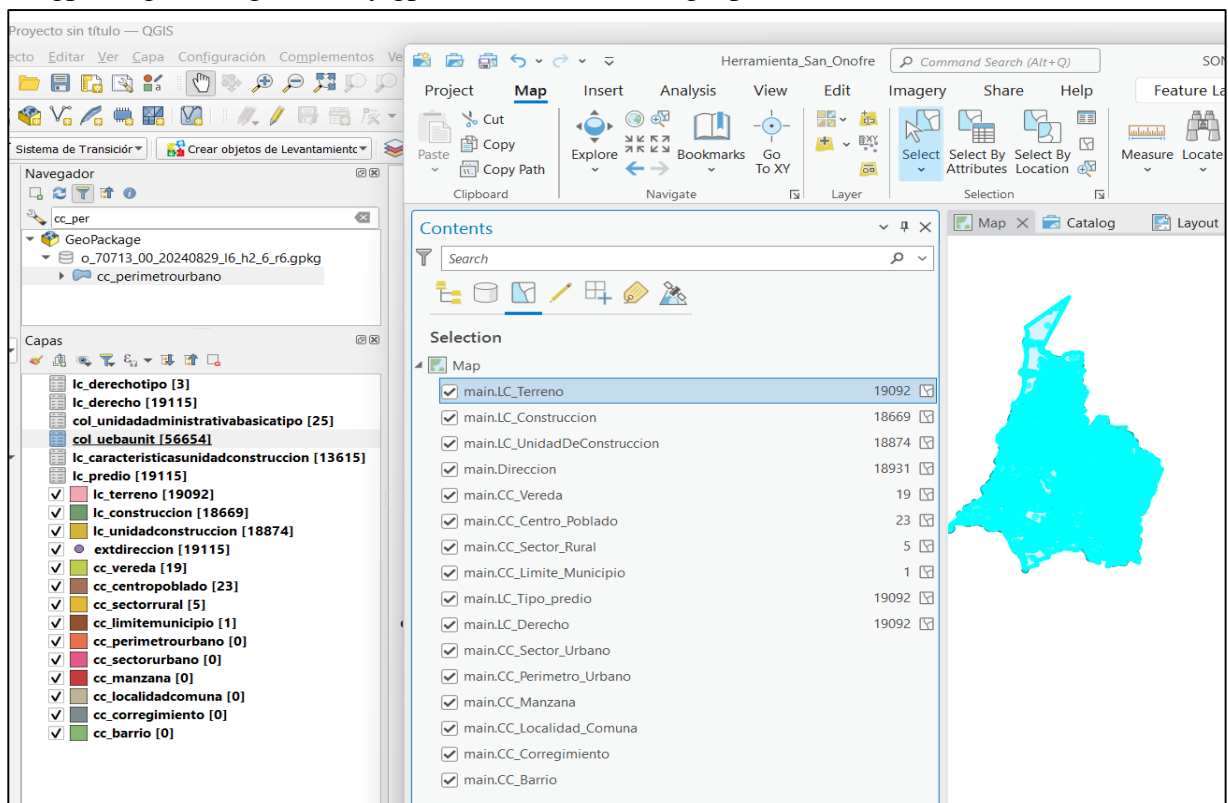 Proyecto sin título — QGIS
ecto Editar Ver Capa Configuración Complementos Ve
Sistema de Transición
Crear objetos de Levantamiento
Navegador
cc_per
GeoPackage
o_70713_00_20240829_l6_h2_6_r6.gpkg
cc_perimetrourbano
Capas
lc_derechotipo [3]
lc_derecho [19115]
col_unidadadministrativabasicatipo [25]
col_uebaunit [56654]
lc_caracteristicasunidadconstruccion [13615]
lc_predio [19115]
lc_terreno [19092]
lc_construccion [18669]
lc_unidadconstruccion [18874]
extdireccion [19115]
cc_vereda [19]
cc_centropoblado [23]
cc_sectorrural [5]
cc_limitemunicipio [1]
cc_perimetrourbano [0]
cc_sectorurbano [0]
cc_manzana [0]
cc_localidadcomuna [0]
cc_corregimiento [0]
cc_barrio [0]
Herramienta_San_Onofre
Command Search (Alt+Q)
SON
Project Map Insert Analysis View Edit Imagery Share Help Feature La
Paste
Cut
Copy
Copy Path
Clipboard
Explore
Bookmarks
Go To XY
Navigate
Layer
Select
Select By Attributes
Select By Location
Selection
Measure
Locate
Contents
Search
Selection
Map
main.LC_Terreno 19092
main.LC_Construccion 18669
main.LC_UnidadDeConstruccion 18874
main.Direccion 18931
main.CC_Vereda 19
main.CC_Centro_Poblado 23
main.CC_Sector_Rural 5
main.CC_Limite_Municipio 1
main.LC_Tipo_predio 19092
main.LC_Derecho 19092
main.CC_Sector_Urbano
main.CC_Perimetro_Urbano
main.CC_Manzana
main.CC_Localidad_Comuna
main.CC_Corregimiento
main.CC_Barrio
Map
Catalog
Layout